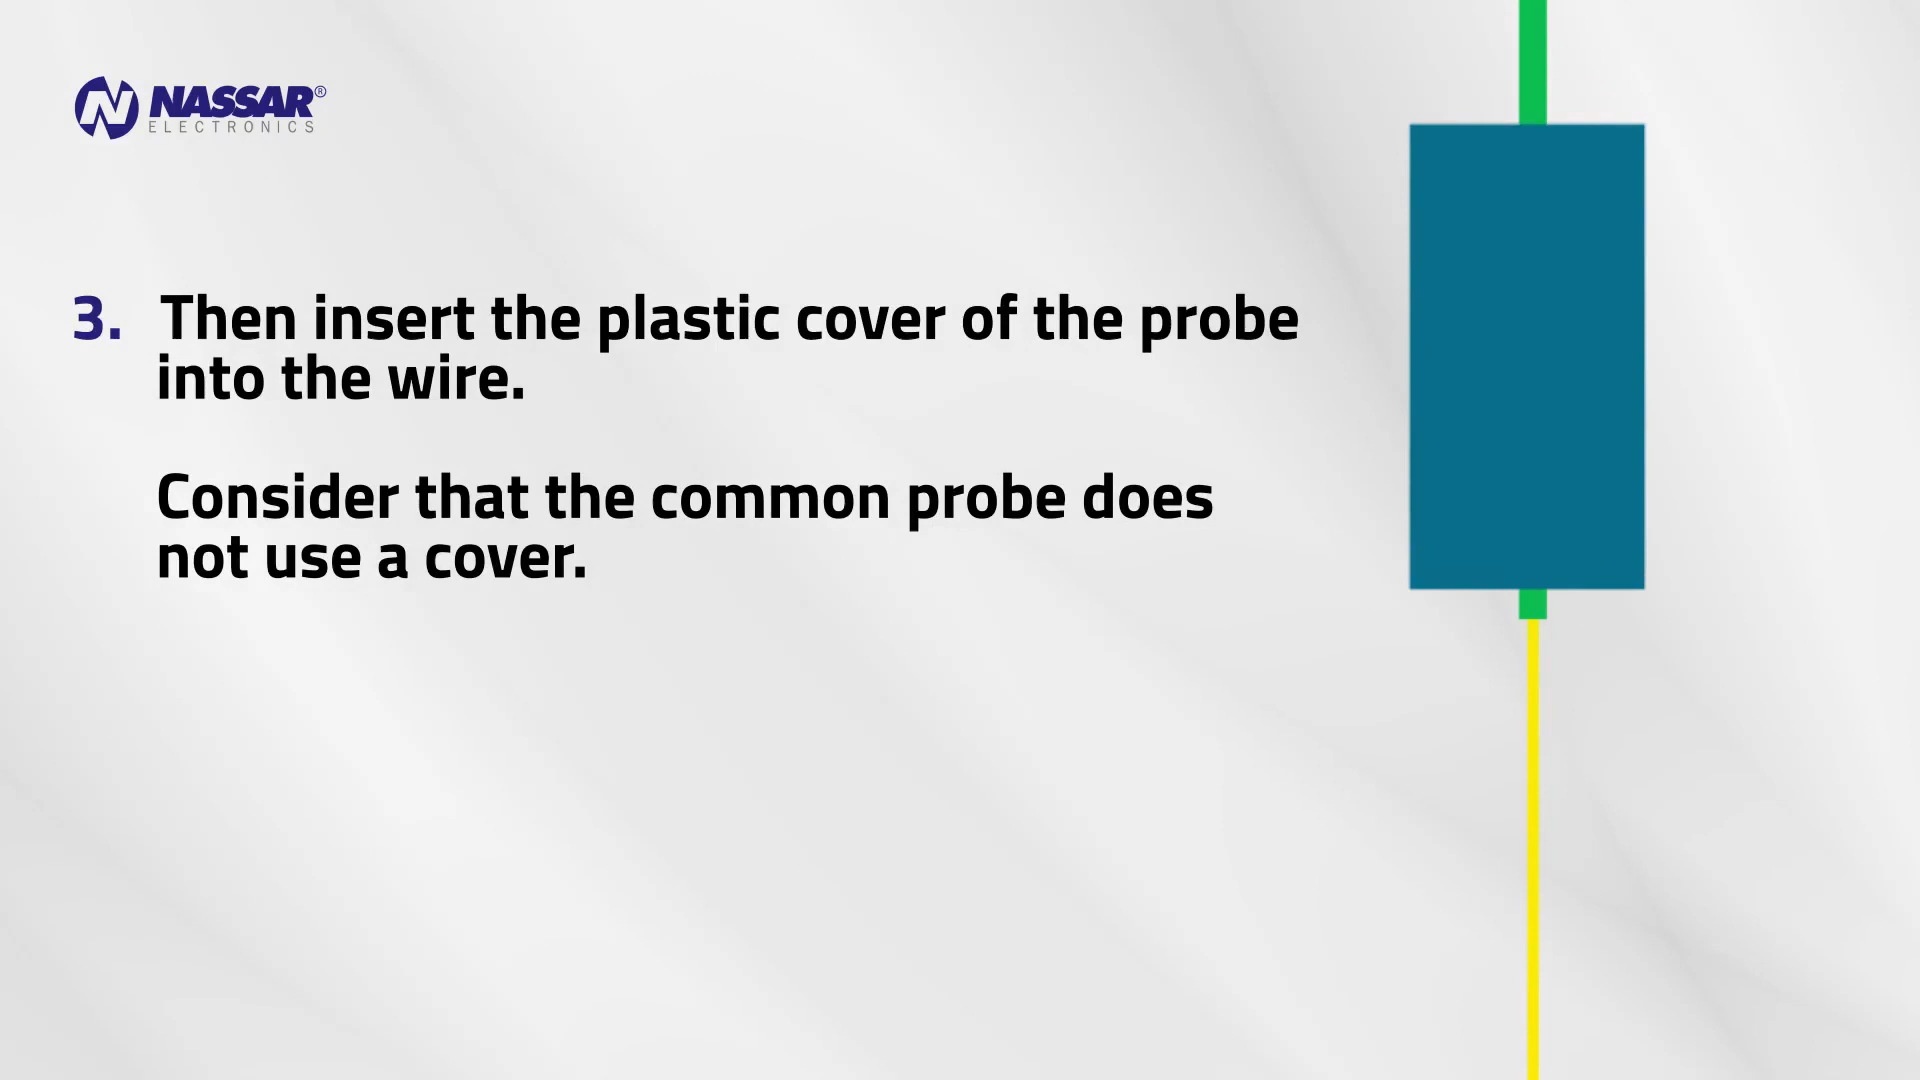 NASSAR®
ELECTRONICS
3. Then insert the plastic cover of the probe
into the wire.
Consider that the common probe does
not use a cover.